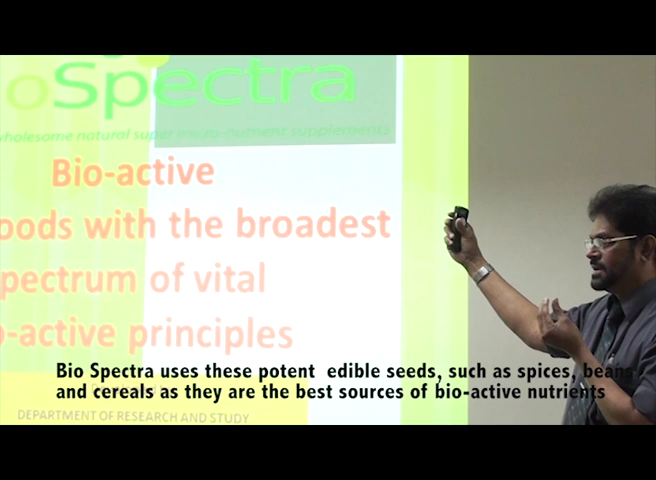 oSpectra
wholesome natural super micro-nutrient supplements
Bio-active
oods with the broadest
pectrum of vital
o-active principles
Bio Spectra uses these potent edible seeds, such as spices, beans
and cereals as they are the best sources of bio-active nutrients
DEPARTMENT OF RESEARCH AND STUDY